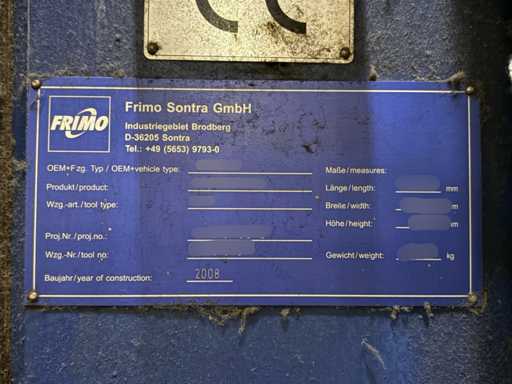 CE
FRIMO
Frimo Sontra GmbH
Industriegebiet Brodberg
D-36205 Sontra
Tel.: +49 (5653) 9793-0
OEM+Fzg. Typ / OEM+vehicle type:
Produkt/product:
Wzg.-art./tool type:
Proj.Nr./proj.no.:
Wzg.-Nr./tool no:
Baujahr/year of construction: 2008
Maße/measures:
Länge/length: mm
Breite/width: m
Höhe/height: m
Gewicht/weight: kg